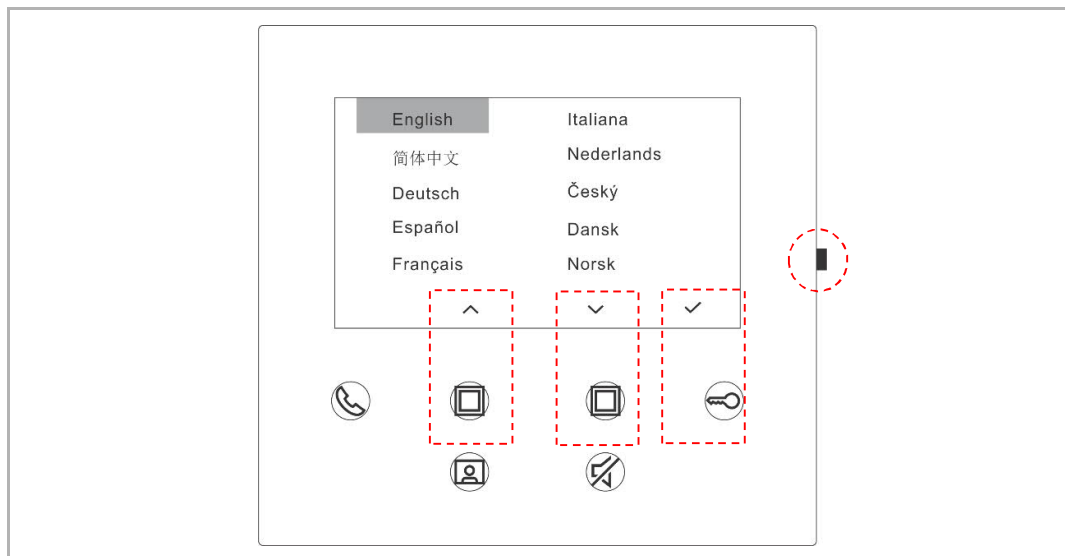 English
简体中文
Deutsch
Español
Français
Italiana
Nederlands
Český
Dansk
Norsk